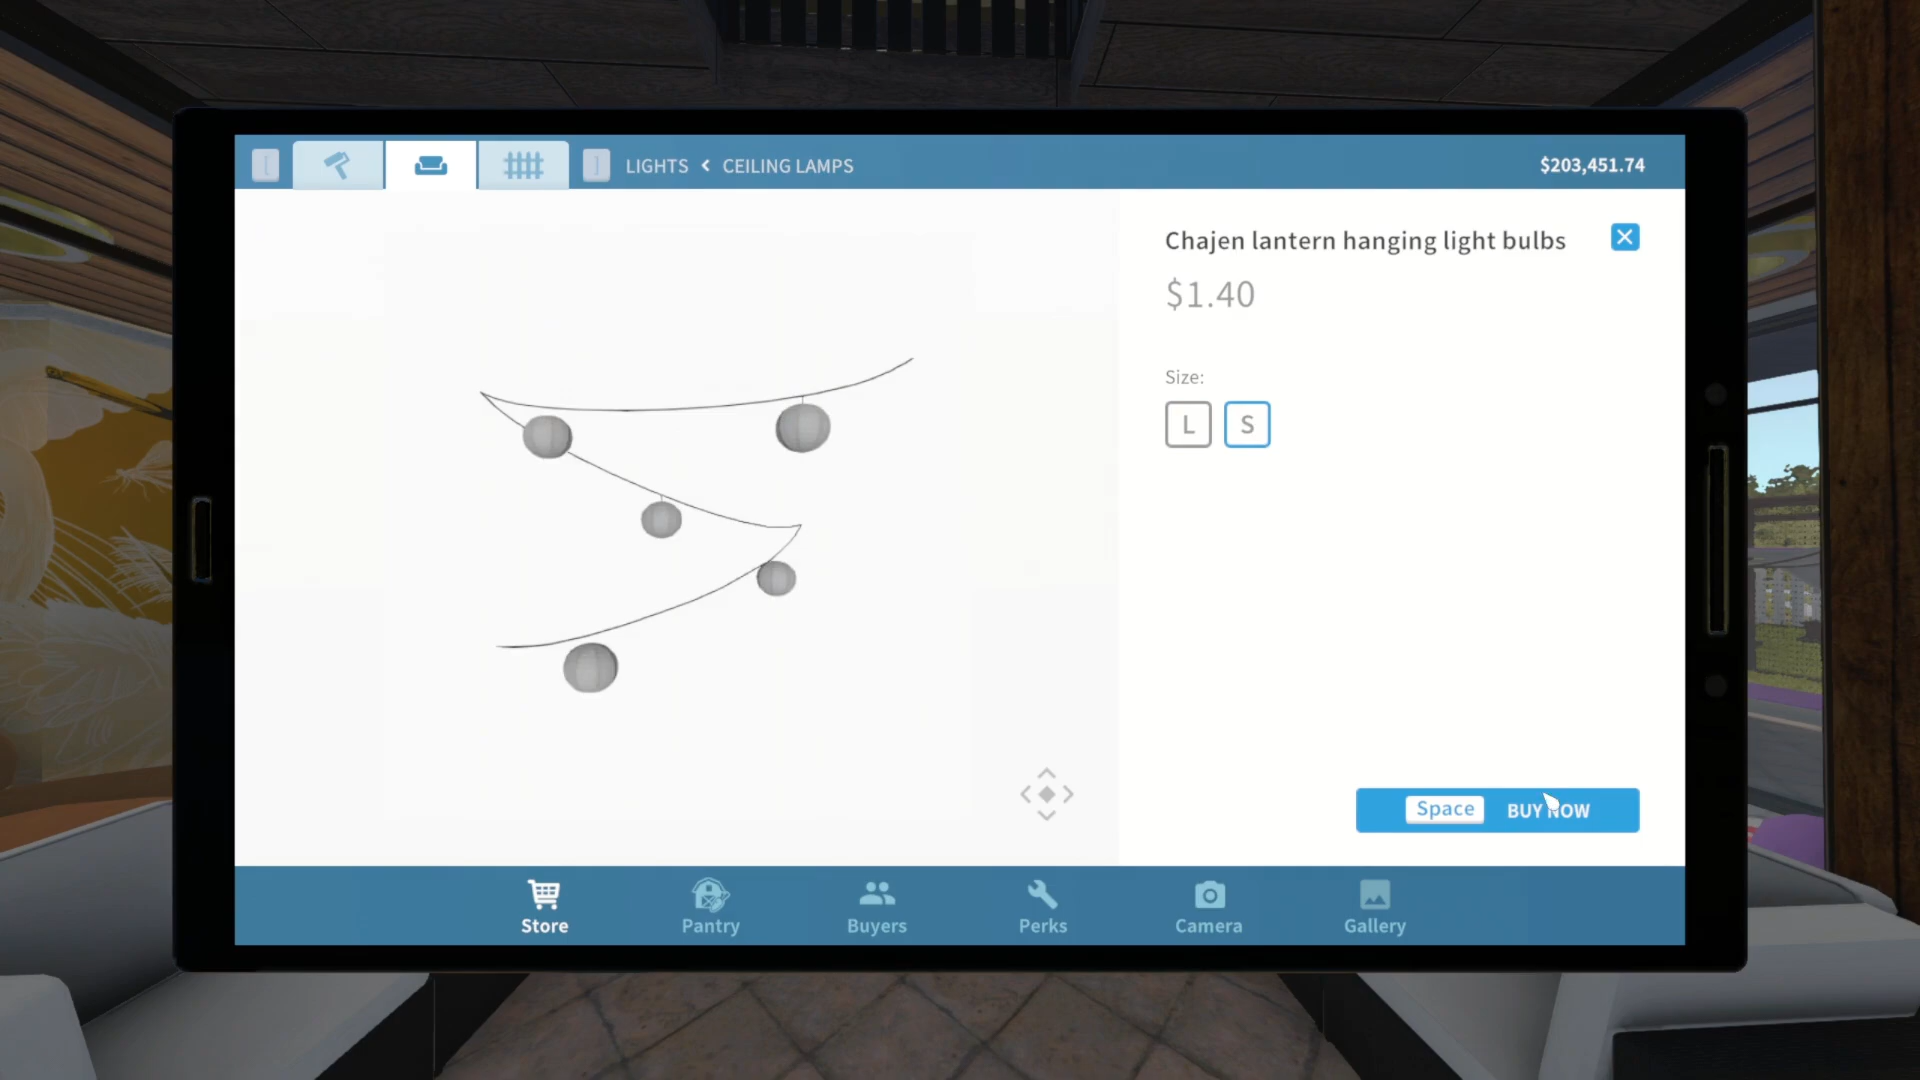 [
]
LIGHTS < CEILING LAMPS
$203,451.74
Chajen lantern hanging light bulbs
$1.40
Size:
L S
Space BUY NOW
Store Pantry Buyers Perks Camera Gallery